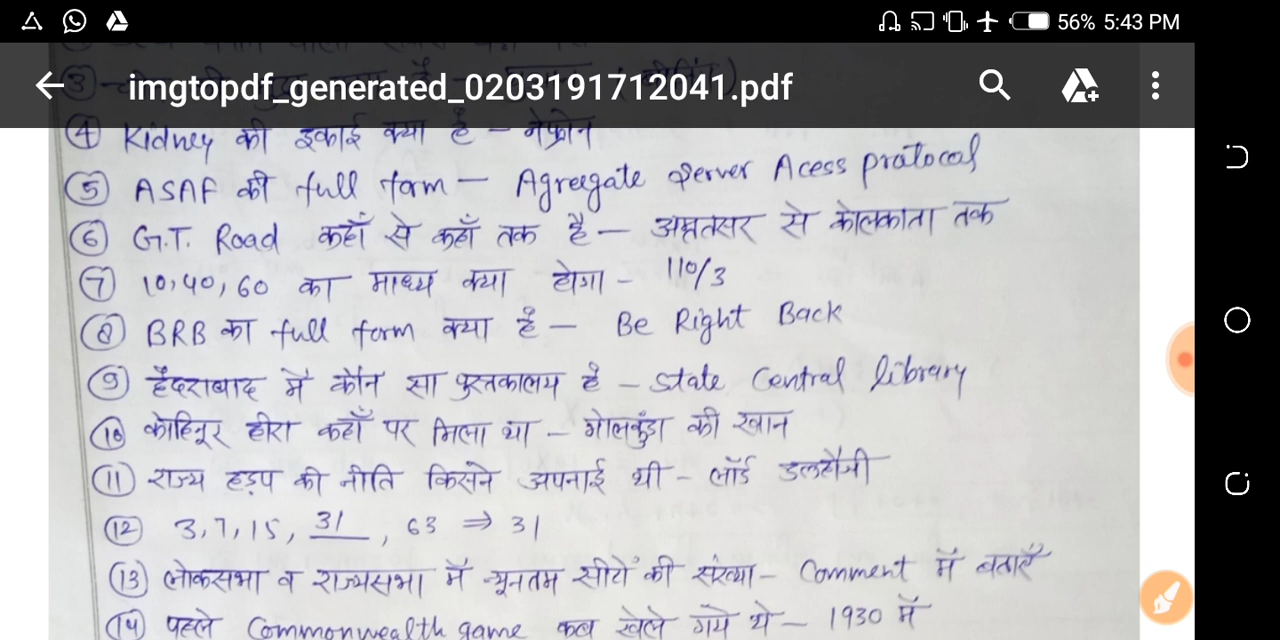 56% 5:43 PM
imgtopdf_generated_0203191712041.pdf
④ Kidney की इकाई क्या है – नेफ्रोन
⑤ ASAF की full form – Agreegate Server Acess protocal
⑥ G.T. Road कहाँ से कहाँ तक है – अम्रतसर से कोलकाता तक
⑦ 10,40,60 का माध्य क्या होगा – 110/3
⑧ BRB का full form क्या है – Be Right Back
⑨ हैदराबाद में कौन सा पुस्तकालय है – State Central library
⑩ कोहिनूर हीरा कहाँ पर मिला था – गोलकुंडा की खान
⑪ राज्य हड़प की नीति किसने अपनाई थी – लॉर्ड डलहौजी
⑫ 3,7,15, 31, 63 ⇒ 31
⑬ लोकसभा व राज्यसभा में न्यूनतम सीटों की संख्या – Comment में बताएँ
⑭ पहले Commonwealth game कब खेले गये थे – 1930 में